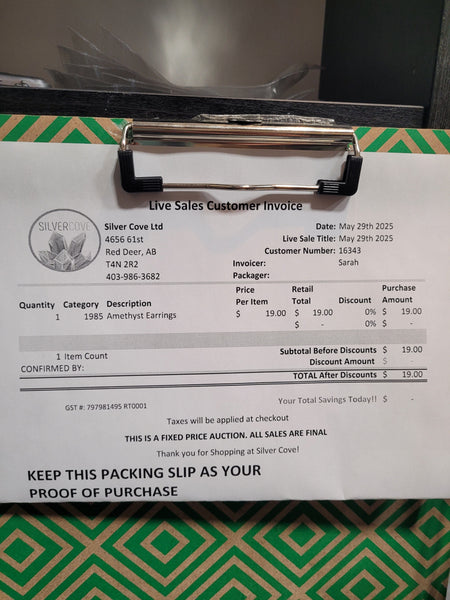 Live Sales Customer Invoice
SILVERCOVE
Silver Cove Ltd
4656 61st
Red Deer, AB
T4N 2R2
403-986-3682
Date: May 29th 2025
Live Sale Title: May 29th 2025
Customer Number: 16343
Invoicer: Sarah
Packager:
Quantity Category Description Price Per Item Retail Total Discount Purchase Amount
1 1985 Amethyst Earrings $ 19.00 $ 19.00 0% $ 19.00
$ - 0% $ -
1 Item Count Subtotal Before Discounts $ 19.00
CONFIRMED BY: Discount Amount $ -
TOTAL After Discounts $ 19.00
GST #: 797981495 RT0001 Your Total Savings Today!! $ -
Taxes will be applied at checkout
THIS IS A FIXED PRICE AUCTION. ALL SALES ARE FINAL
Thank you for Shopping at Silver Cove!
KEEP THIS PACKING SLIP AS YOUR
PROOF OF PURCHASE